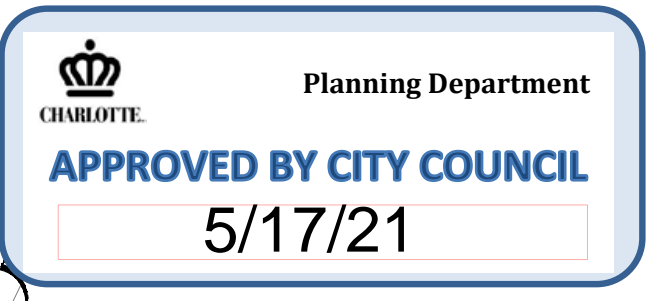 CHARLOTTE.
Planning Department
APPROVED BY CITY COUNCIL
5/17/21